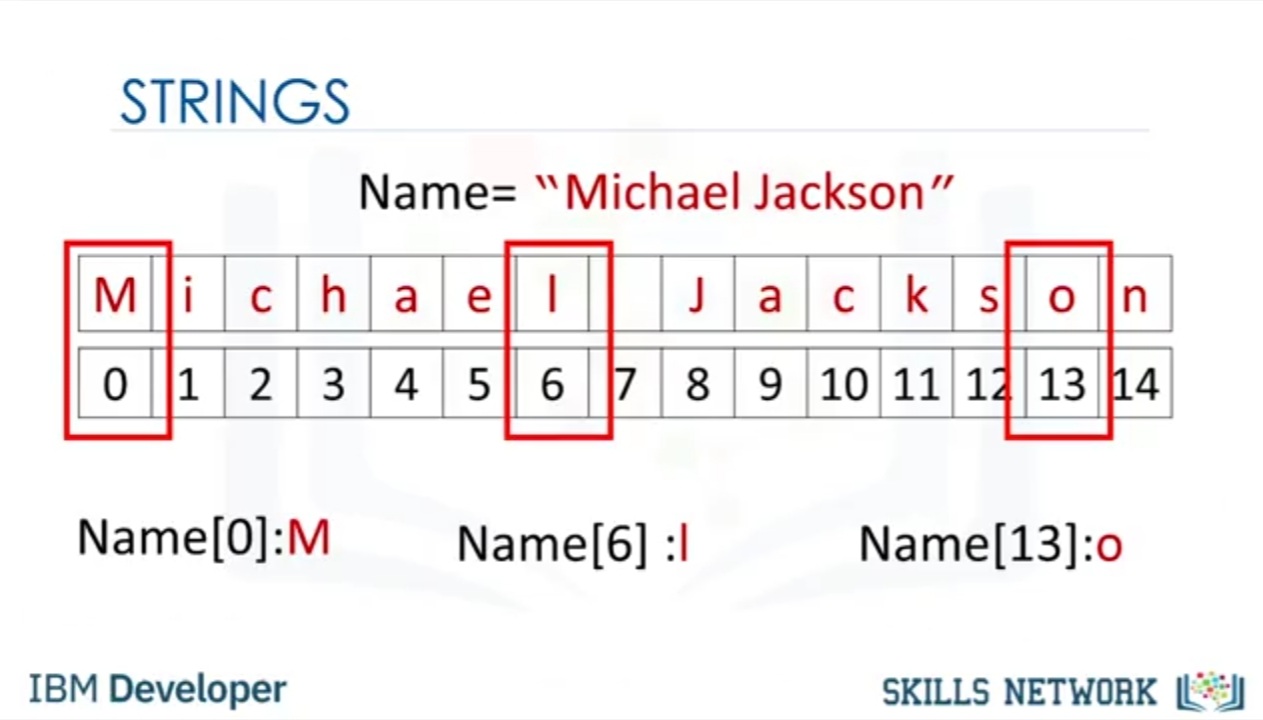 STRINGS
Name= “Michael Jackson”
M i c h a e l J a c k s o n
0 1 2 3 4 5 6 7 8 9 10 11 12 13 14
Name[0]:M Name[6] :l Name[13]:o
IBM Developer SKILLS NETWORK